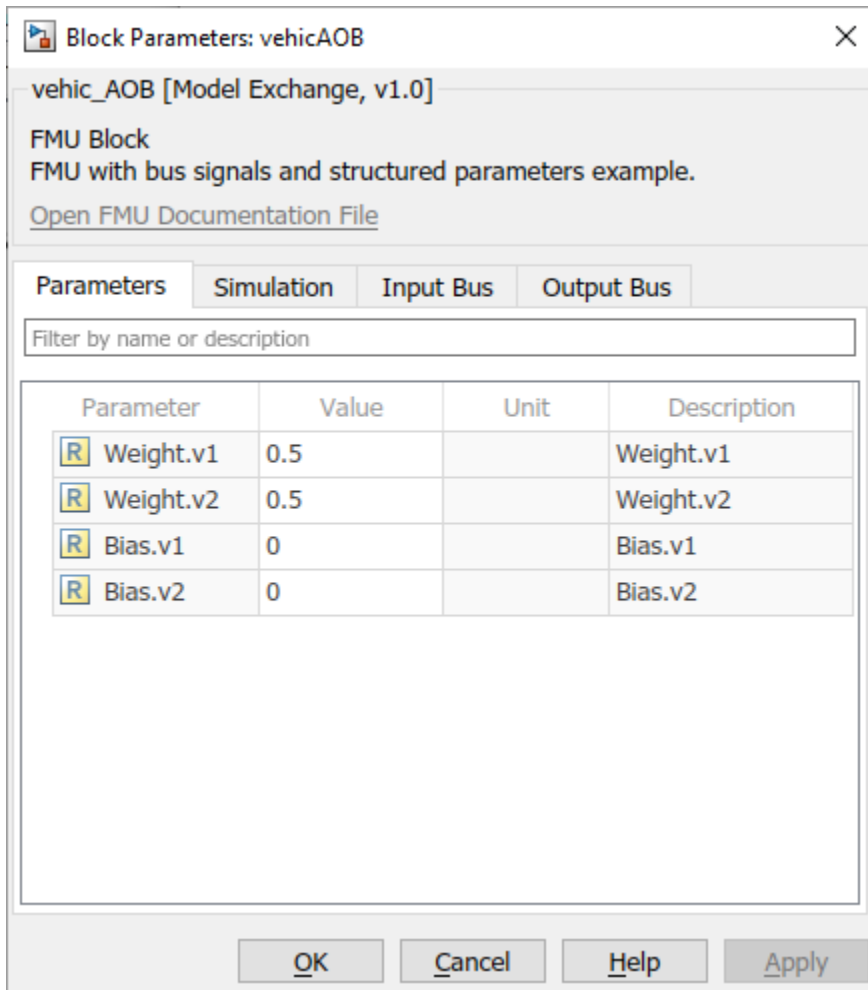 Block Parameters: vehicAOB
vehic_AOB [Model Exchange, v1.0]
FMU Block
FMU with bus signals and structured parameters example.
Open FMU Documentation File
Parameters Simulation Input Bus Output Bus
Filter by name or description
Parameter Value Unit Description
R Weight.v1 0.5 Weight.v1
R Weight.v2 0.5 Weight.v2
R Bias.v1 0 Bias.v1
R Bias.v2 0 Bias.v2
OK Cancel Help Apply